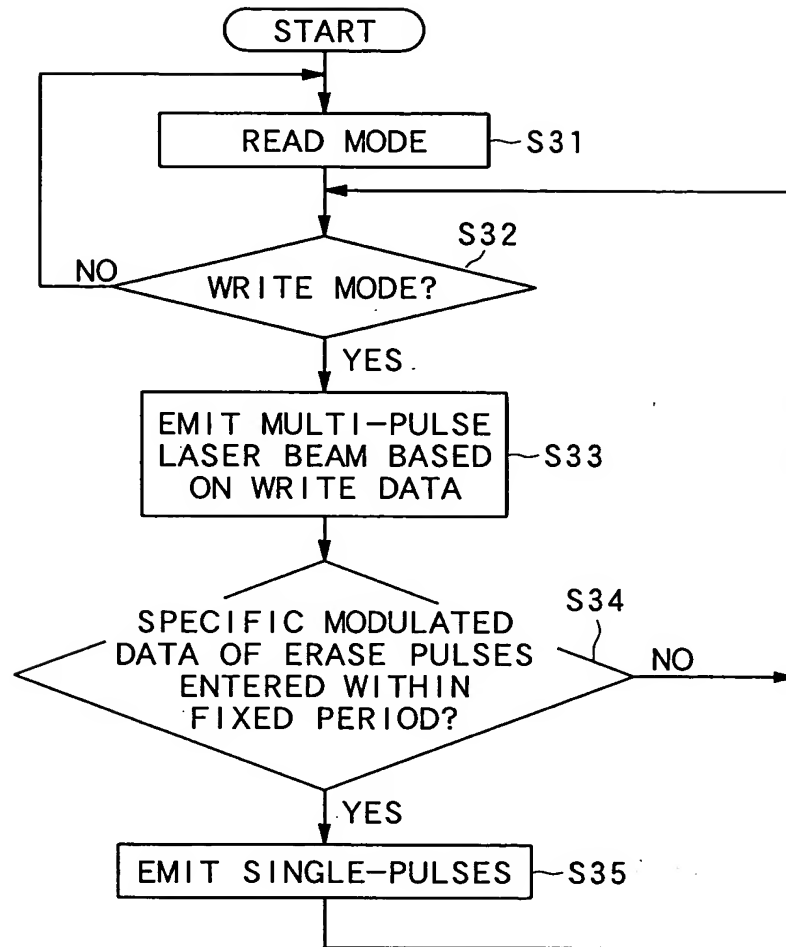 START
READ MODE
S31
S32
NO
WRITE MODE?
YES
EMIT MULTI-PULSE
LASER BEAM BASED
ON WRITE DATA
S33
S34
SPECIFIC MODULATED
DATA OF ERASE PULSES
ENTERED WITHIN
FIXED PERIOD?
NO
YES
EMIT SINGLE-PULSES
S35